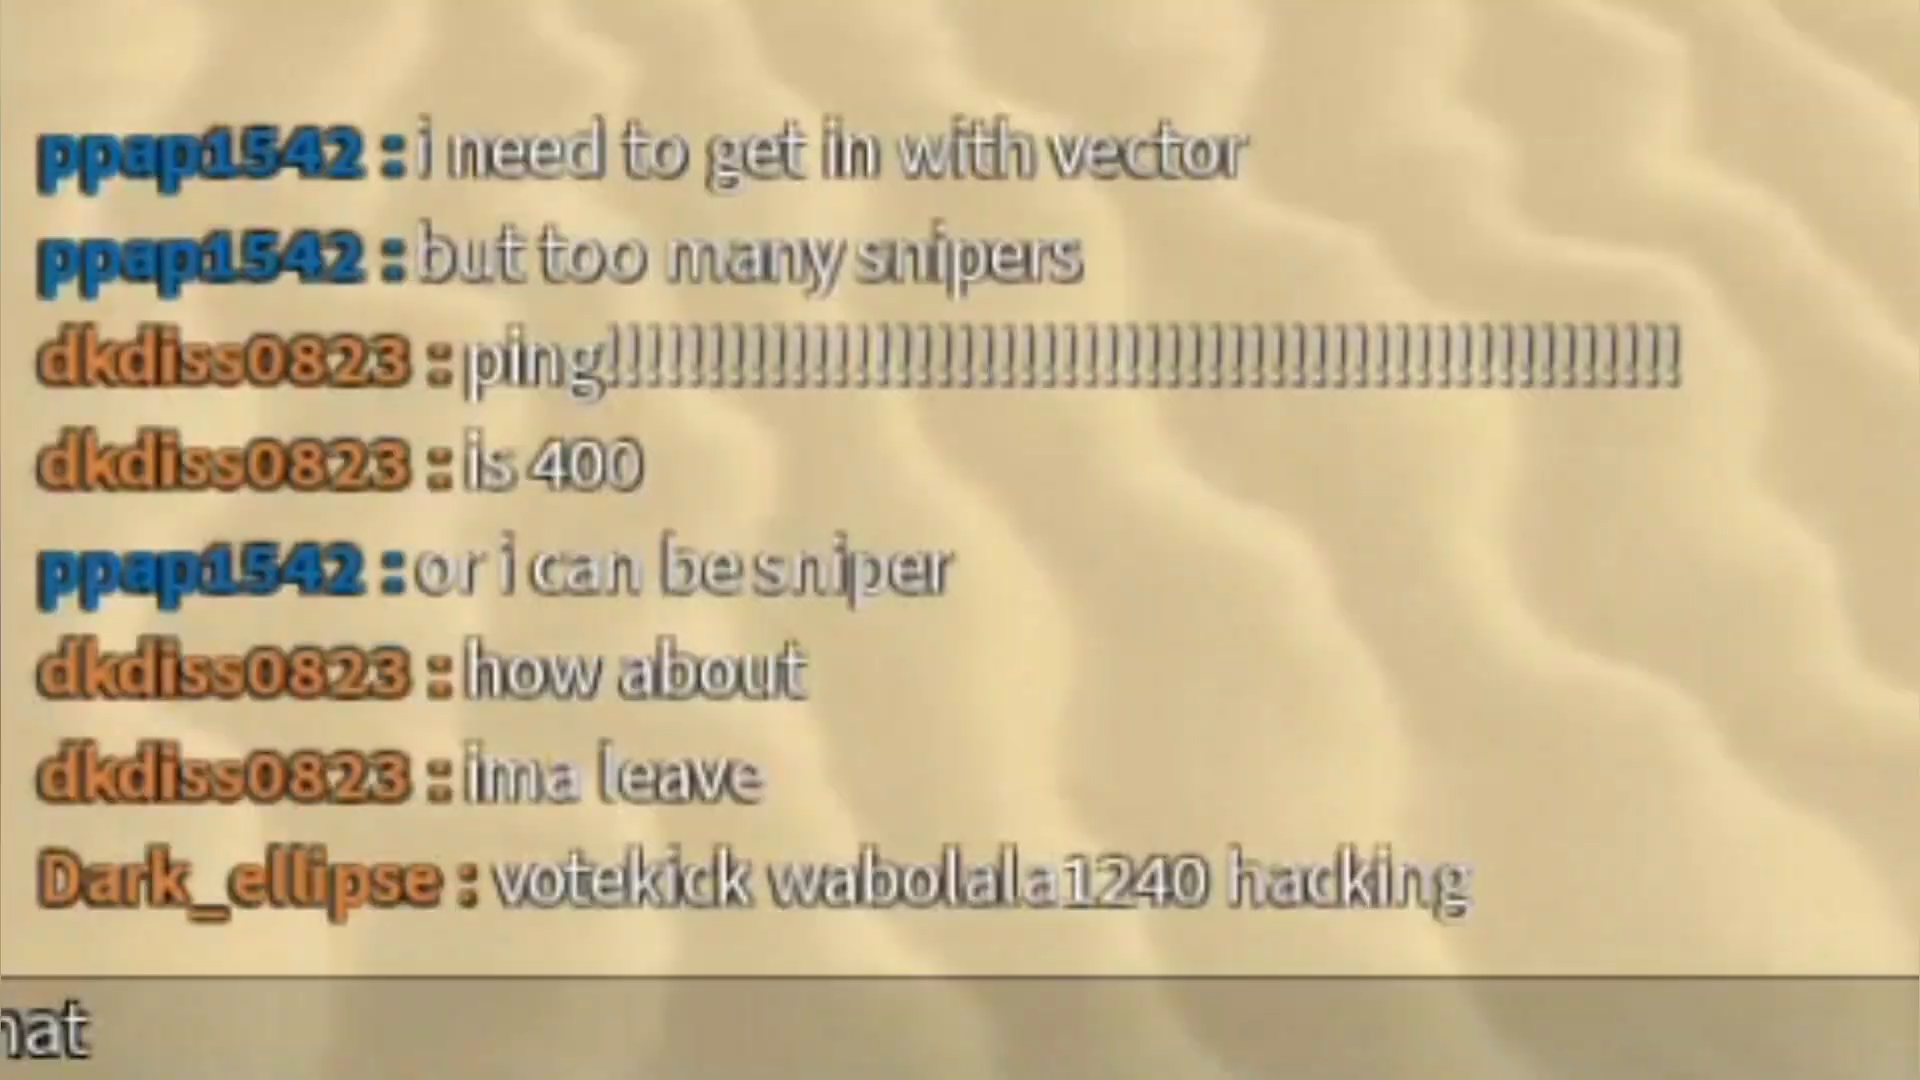 ppap1542 : i need to get in with vector
ppap1542 : but too many snipers
dkdiss0823 : ping]]]]]]]]]]]]]]]]]]]]]]]]]]]]]]]]]]]]]]]]]]]]]]]]]]]]
dkdiss0823 : is 400
ppap1542 : or i can be sniper
dkdiss0823 : how about
dkdiss0823 : ima leave
Dark_ellipse : votekick wabolala1240 hacking
hat